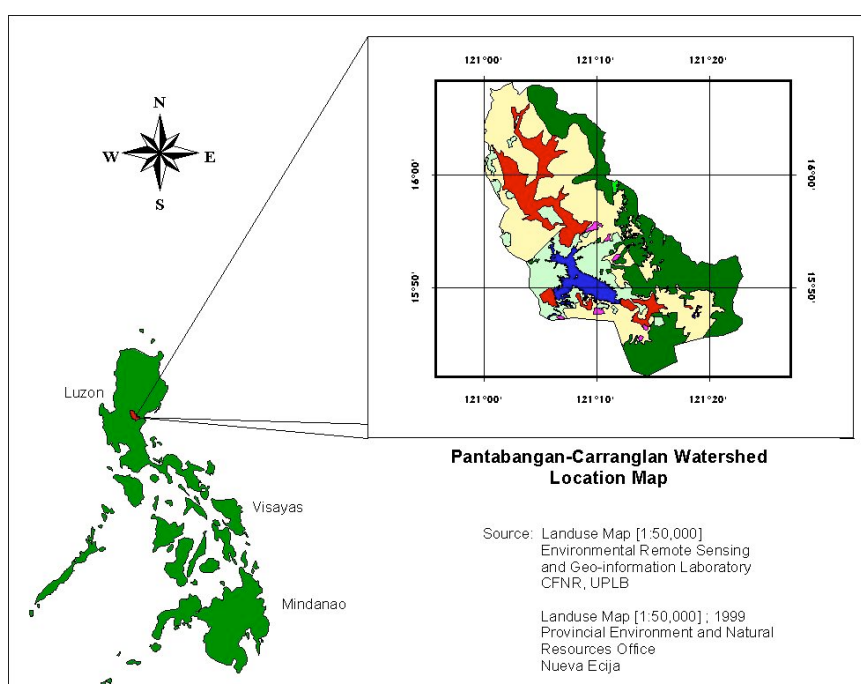 121°00' 121°10' 121°20'
N
W E
S
16°00' 16°00'
15°50' 15°50'
121°00' 121°10' 121°20'
Luzon
Visayas
Mindanao
Pantabangan-Carranglan Watershed
Location Map
Source: Landuse Map [1:50,000]
Environmental Remote Sensing
and Geo-information Laboratory
CFNR, UPLB
Landuse Map [1:50,000] ; 1999
Provincial Environment and Natural
Resources Office
Nueva Ecija